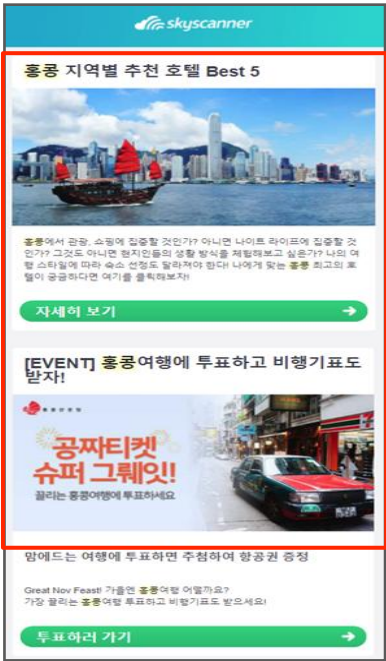 skyscanner
홍콩 지역별 추천 호텔 Best 5
홍콩에서 관광, 쇼핑에 집중할 것인가? 아니면 나이트 라이프에 집중할 것
인가? 그것도 아니면 현지인들의 생활 방식을 체험해보고 싶은가? 나의 여
행 스타일에 따라 숙소 선정도 달라져야 한다! 나에게 맞는 홍콩 최고의 호
텔이 궁금하다면 여기를 클릭해보자!
자세히 보기
[EVENT] 홍콩여행에 투표하고 비행기표도
받자!
공짜티켓
슈퍼 그뤠잇!
끌리는 홍콩여행에 투표하세요
맘에드는 여행에 투표하면 추첨하여 항공권 증정
Great Nov Feast! 가을엔 홍콩여행 어떨까요?
가장 끌리는 홍콩여행 투표하고 비행기표도 받으세요!
투표하러 가기